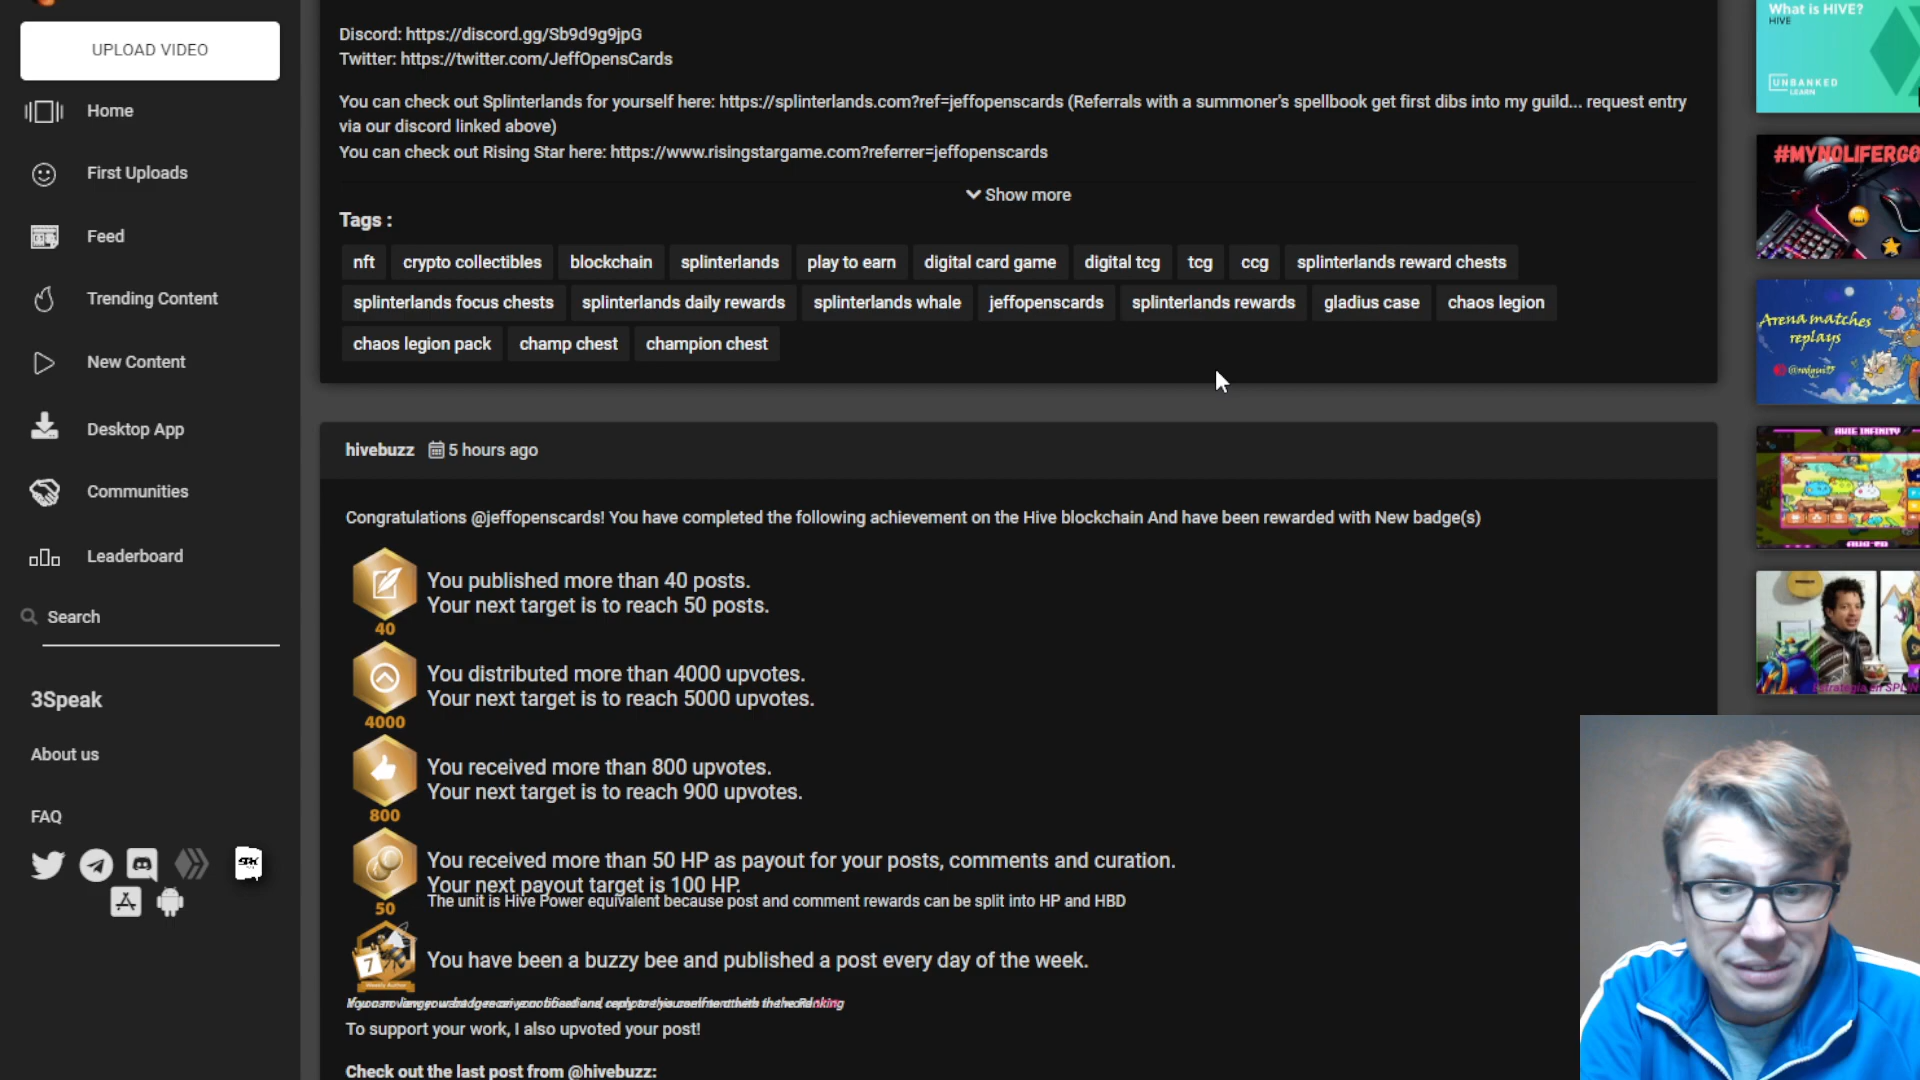 UPLOAD VIDEO
Home
First Uploads
Feed
Trending Content
New Content
Desktop App
Communities
Leaderboard
Search
3Speak
About us
FAQ
Discord: https://discord.gg/Sb9d9g9jpG
Twitter: https://twitter.com/JeffOpensCards
You can check out Splinterlands for yourself here: https://splinterlands.com?ref=jeffopenscards (Referrals with a summoner's spellbook get first dibs into my guild... request entry
via our discord linked above)
You can check out Rising Star here: https://www.risingstargame.com?referrer=jeffopenscards
Show more
Tags :
nft crypto collectibles blockchain splinterlands play to earn digital card game digital tcg tcg ccg splinterlands reward chests
splinterlands focus chests splinterlands daily rewards splinterlands whale jeffopenscards splinterlands rewards gladius case chaos legion
chaos legion pack champ chest champion chest
hivebuzz 5 hours ago
Congratulations @jeffopenscards! You have completed the following achievement on the Hive blockchain And have been rewarded with New badge(s)
You published more than 40 posts.
Your next target is to reach 50 posts.
40
You distributed more than 4000 upvotes.
Your next target is to reach 5000 upvotes.
4000
You received more than 800 upvotes.
Your next target is to reach 900 upvotes.
800
You received more than 50 HP as payout for your posts, comments and curation.
Your next payout target is 100 HP.
50
The unit is Hive Power equivalent because post and comment rewards can be split into HP and HBD
7
You have been a buzzy bee and published a post every day of the week.
To support your work, I also upvoted your post!
Check out the last post from @hivebuzz:
What is HIVE?
HIVE
UNBANKED
LEARN
#MYNOLIFERGO
Arena matches
replays
AXIE INFINITY